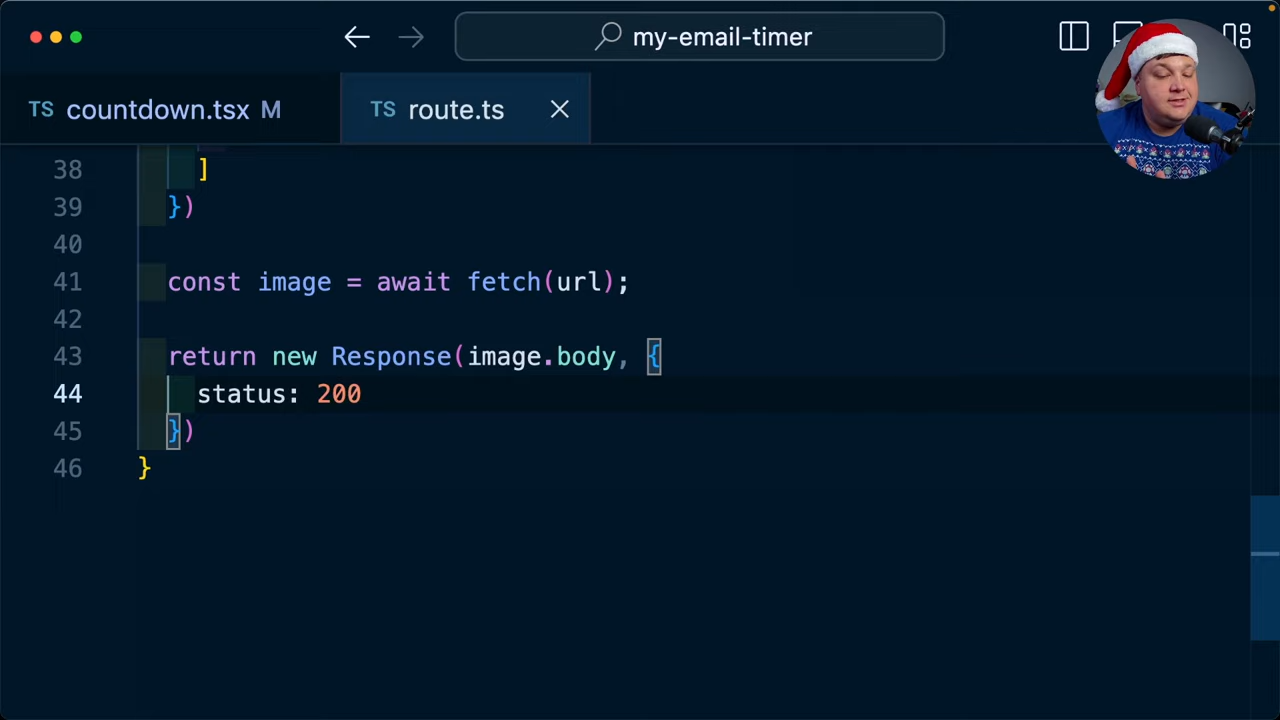 my-email-timer
TS countdown.tsx M
TS route.ts
38 ]
39 })
40
41 const image = await fetch(url);
42
43 return new Response(image.body, {
44 status: 200
45 })
46 }